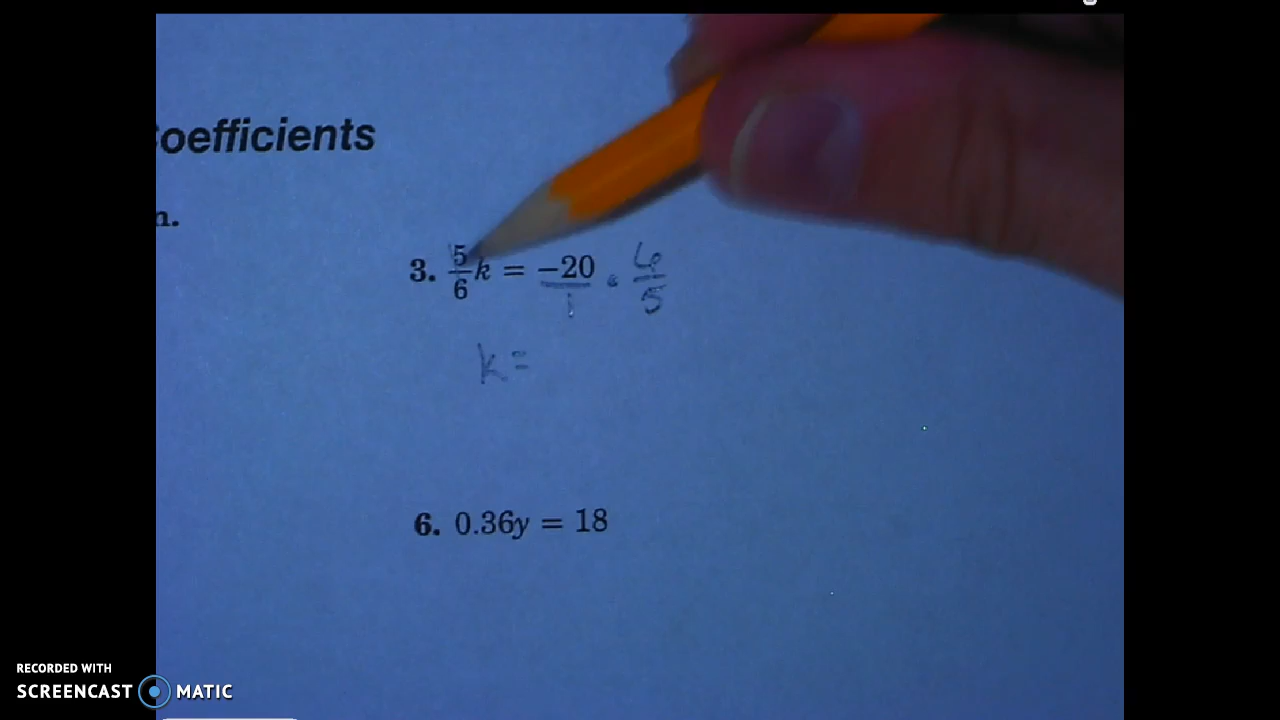 oefficients
n.
3. 5/6 k = -20/1 · 6/5
k =
6. 0.36y = 18
RECORDED WITH
SCREENCAST MATIC